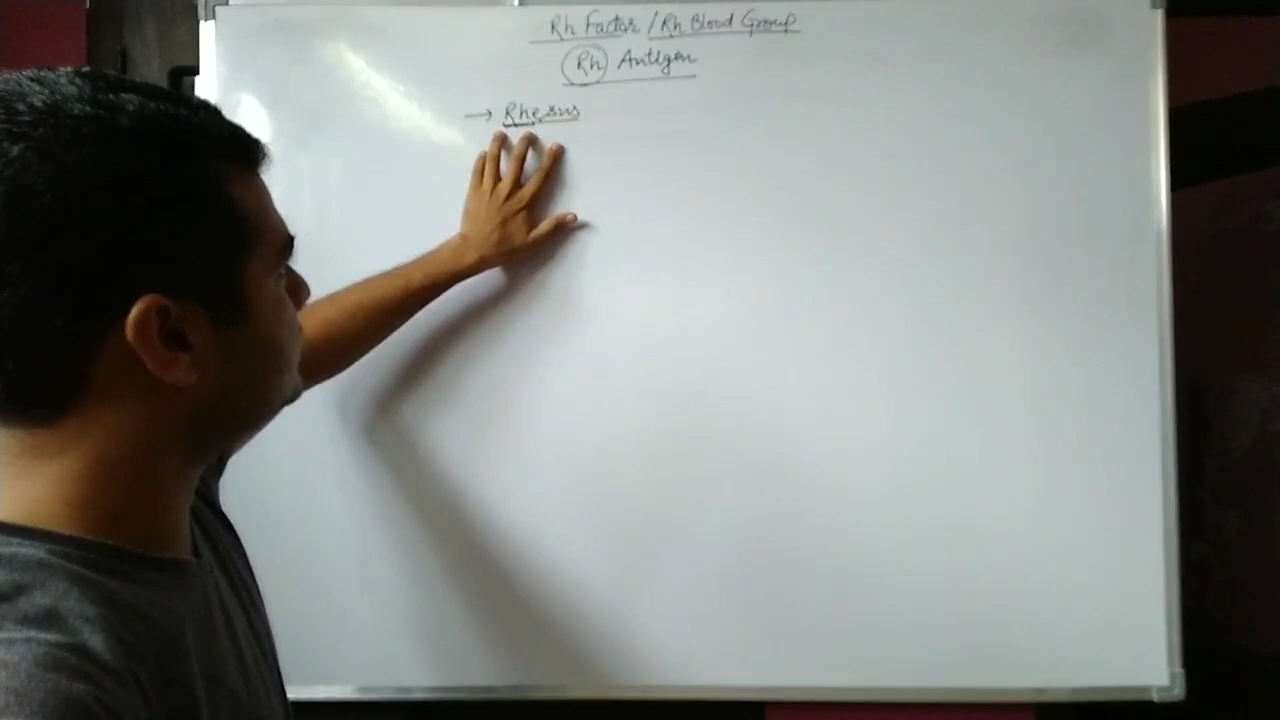 Rh Factor / Rh Blood Group
Rh Antigen
→ Rhesus